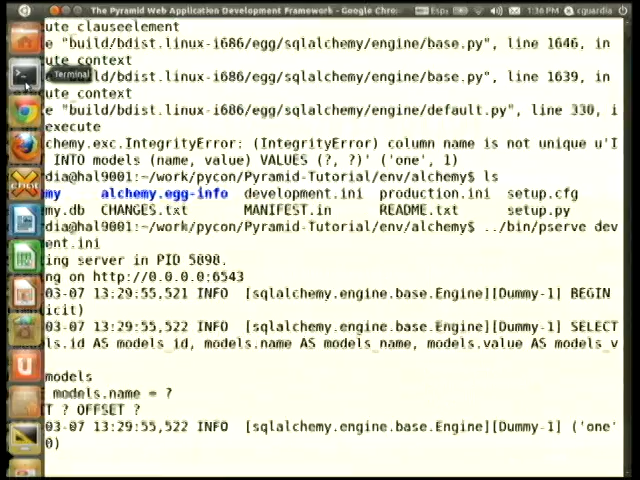 The Pyramid Web Application Development Framework - Google Chro... Esp 1:36 PM cguardia
cute_clauseelement
Terminal
e "build/bdist.linux-i686/egg/sqlalchemy/engine/base.py", line 1646, in
cute_context
e "build/bdist.linux-i686/egg/sqlalchemy/engine/base.py", line 1639, in
cute_context
e "build/bdist.linux-i686/egg/sqlalchemy/engine/default.py", line 330, i
execute
chemy.exc.IntegrityError: (IntegrityError) column name is not unique u'I
INTO models (name, value) VALUES (?, ?)' ('one', 1)
dia@hal9001:~/work/pycon/Pyramid-Tutorial/env/alchemy$ ls
my alchemy.egg-info development.ini production.ini setup.cfg
my.db CHANGES.txt MANIFEST.in README.txt setup.py
dia@hal9001:~/work/pycon/Pyramid-Tutorial/env/alchemy$ ../bin/pserve dev
ment.ini
ing server in PID 5898.
ng on http://0.0.0.0:6543
03-07 13:29:55,521 INFO [sqlalchemy.engine.base.Engine][Dummy-1] BEGIN
licit)
03-07 13:29:55,522 INFO [sqlalchemy.engine.base.Engine][Dummy-1] SELECT
ls.id AS models_id, models.name AS models_name, models.value AS models_v
models
models.name = ?
IT ? OFFSET ?
03-07 13:29:55,522 INFO [sqlalchemy.engine.base.Engine][Dummy-1] ('one'
0)